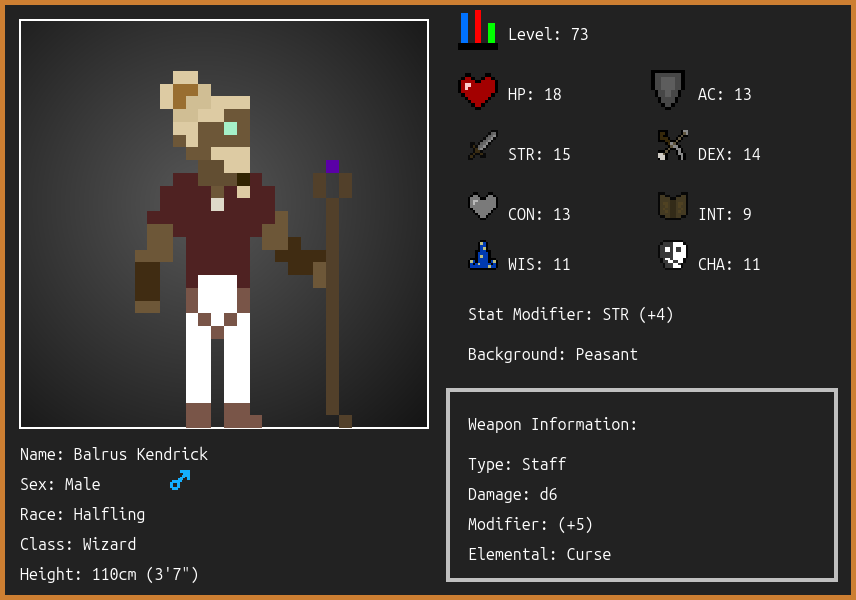 Level: 73
HP: 18
AC: 13
STR: 15
DEX: 14
CON: 13
INT: 9
WIS: 11
CHA: 11
Stat Modifier: STR (+4)
Background: Peasant
Weapon Information:
Type: Staff
Damage: d6
Modifier: (+5)
Elemental: Curse
Name: Balrus Kendrick
Sex: Male
Race: Halfling
Class: Wizard
Height: 110cm (3'7")